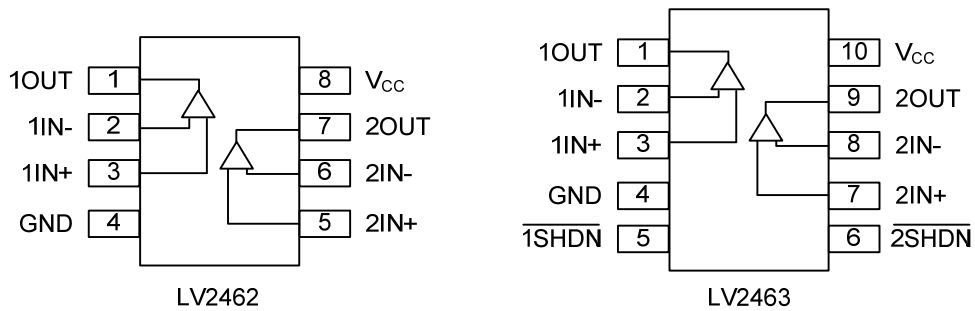 1OUT 1 8 VCC
1IN- 2 7 2OUT
1IN+ 3 6 2IN-
GND 4 5 2IN+
LV2462
1OUT 1 10 VCC
1IN- 2 9 2OUT
1IN+ 3 8 2IN-
GND 4 7 2IN+
1SHDN 5 6 2SHDN
LV2463